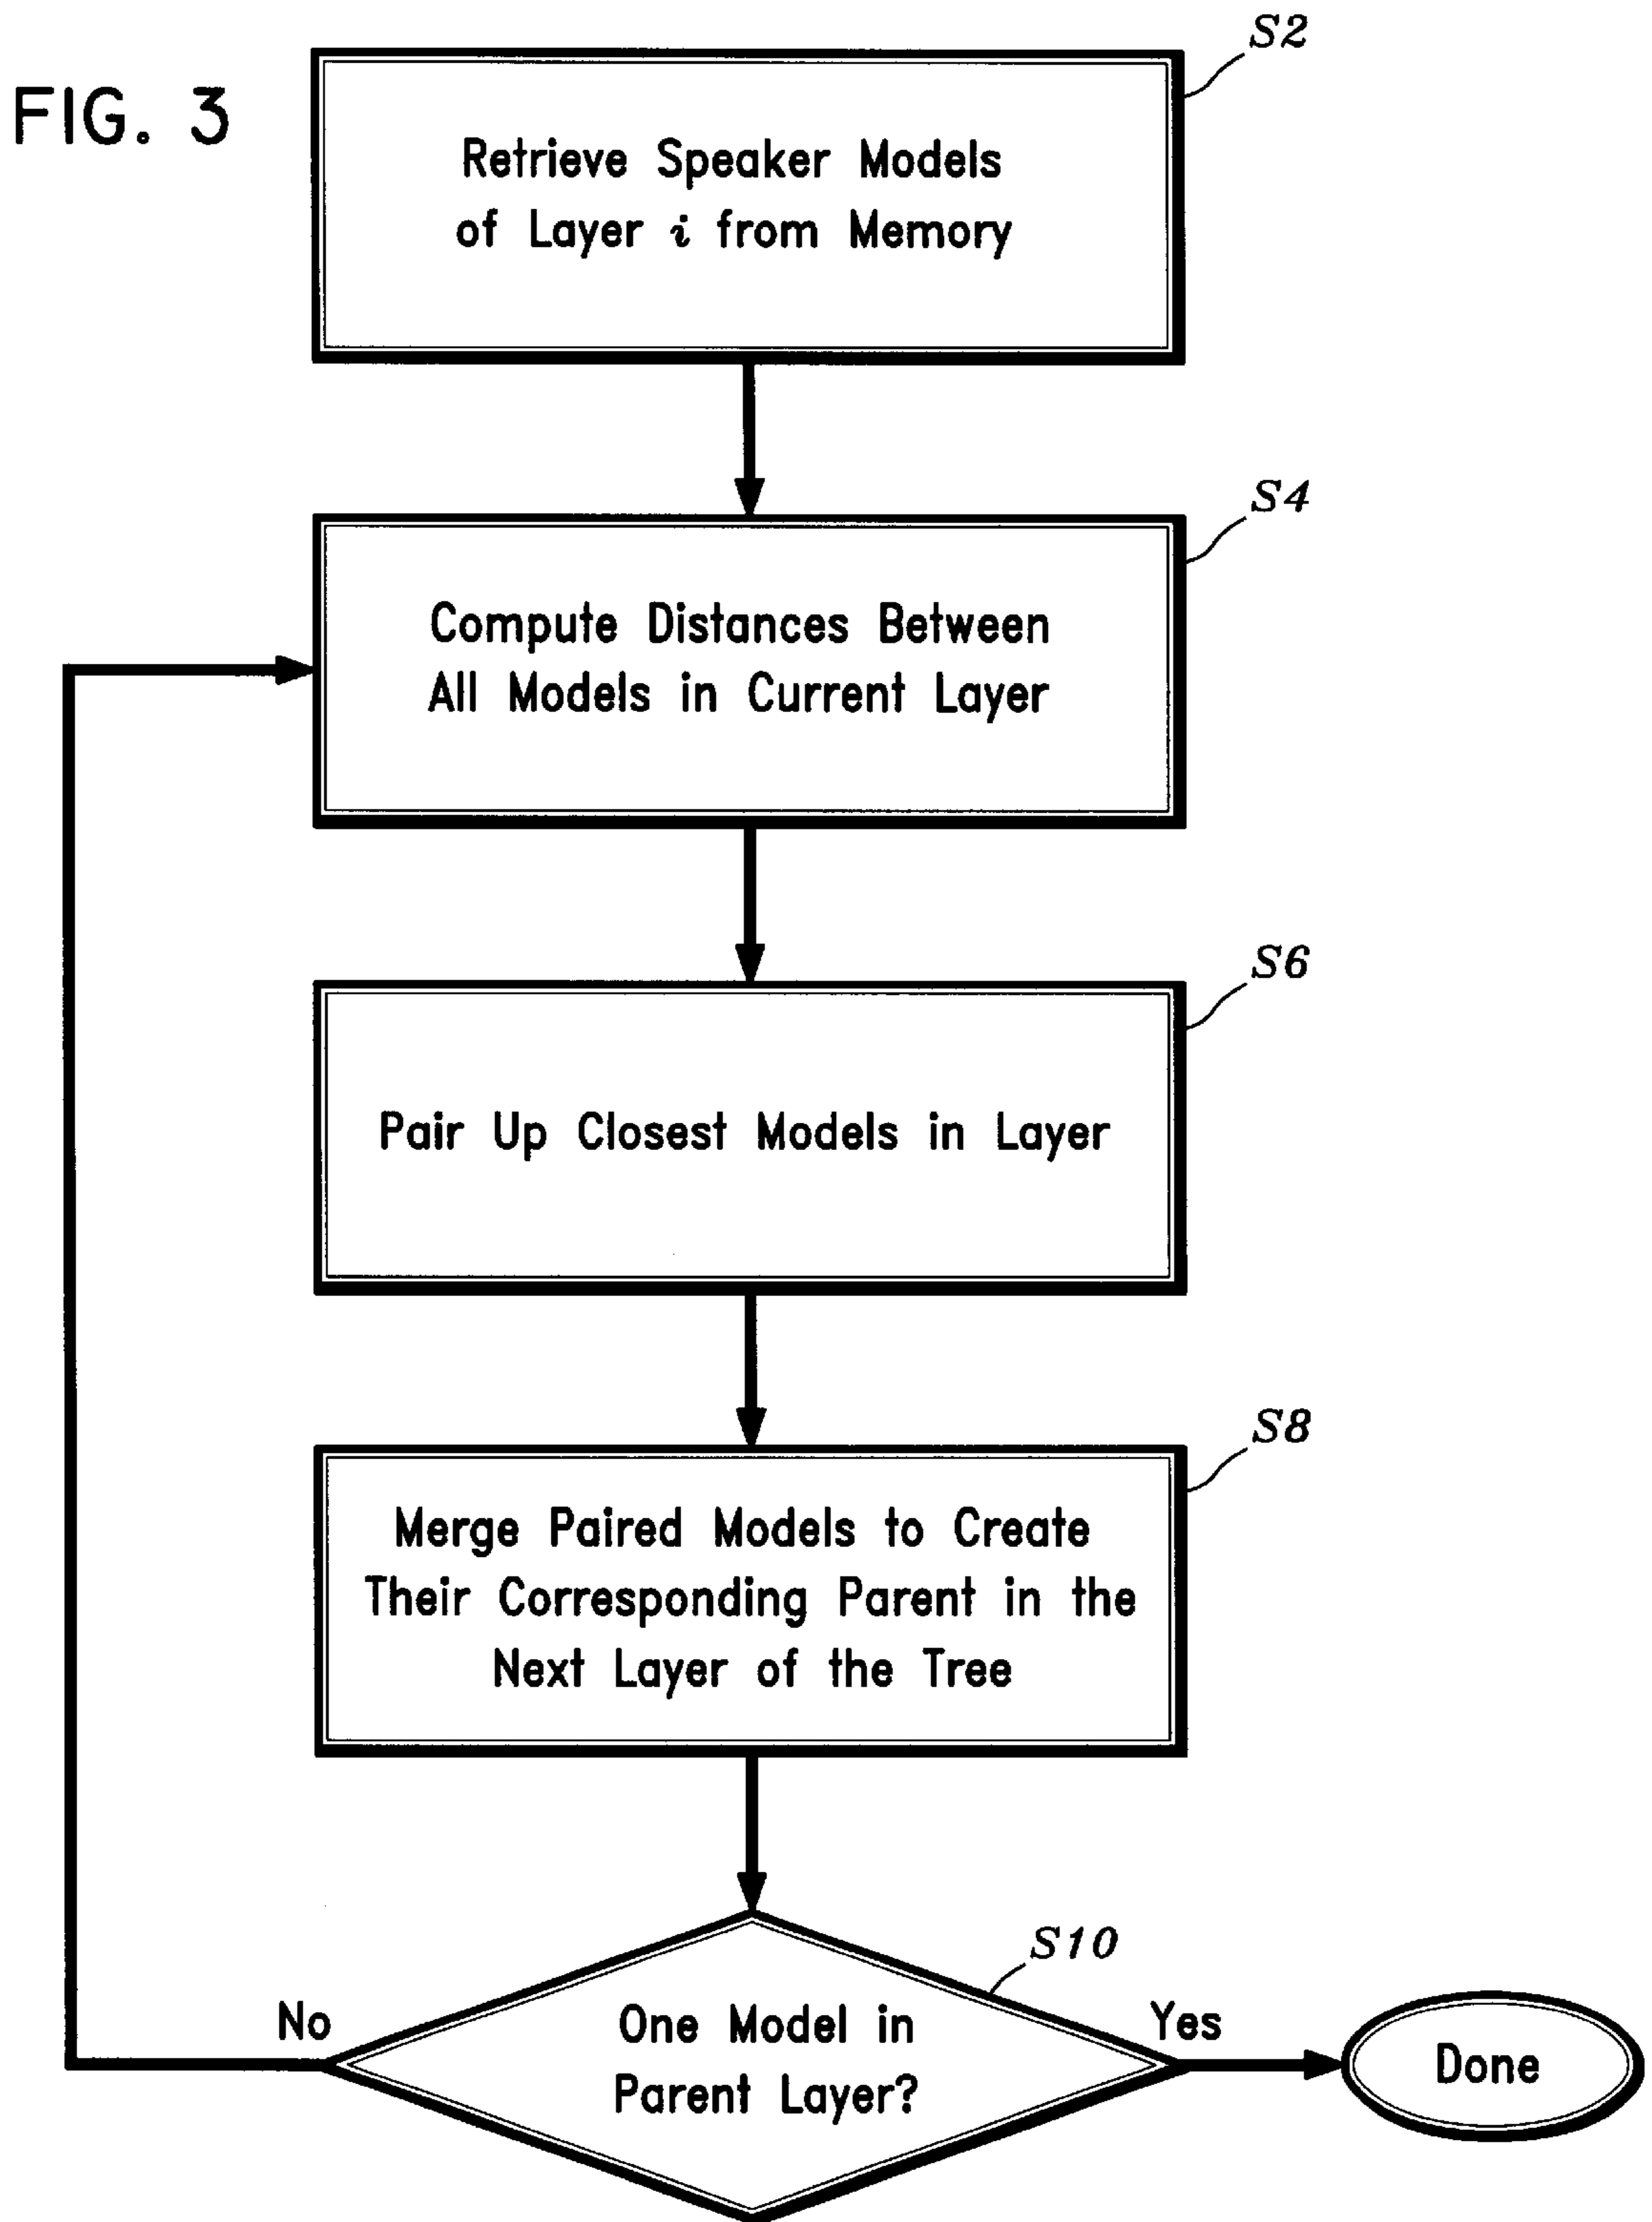 FIG. 3
S2
Retrieve Speaker Models
of Layer i from Memory
S4
Compute Distances Between
All Models in Current Layer
S6
Pair Up Closest Models in Layer
S8
Merge Paired Models to Create
Their Corresponding Parent in the
Next Layer of the Tree
S10
No
One Model in
Parent Layer?
Yes
Done